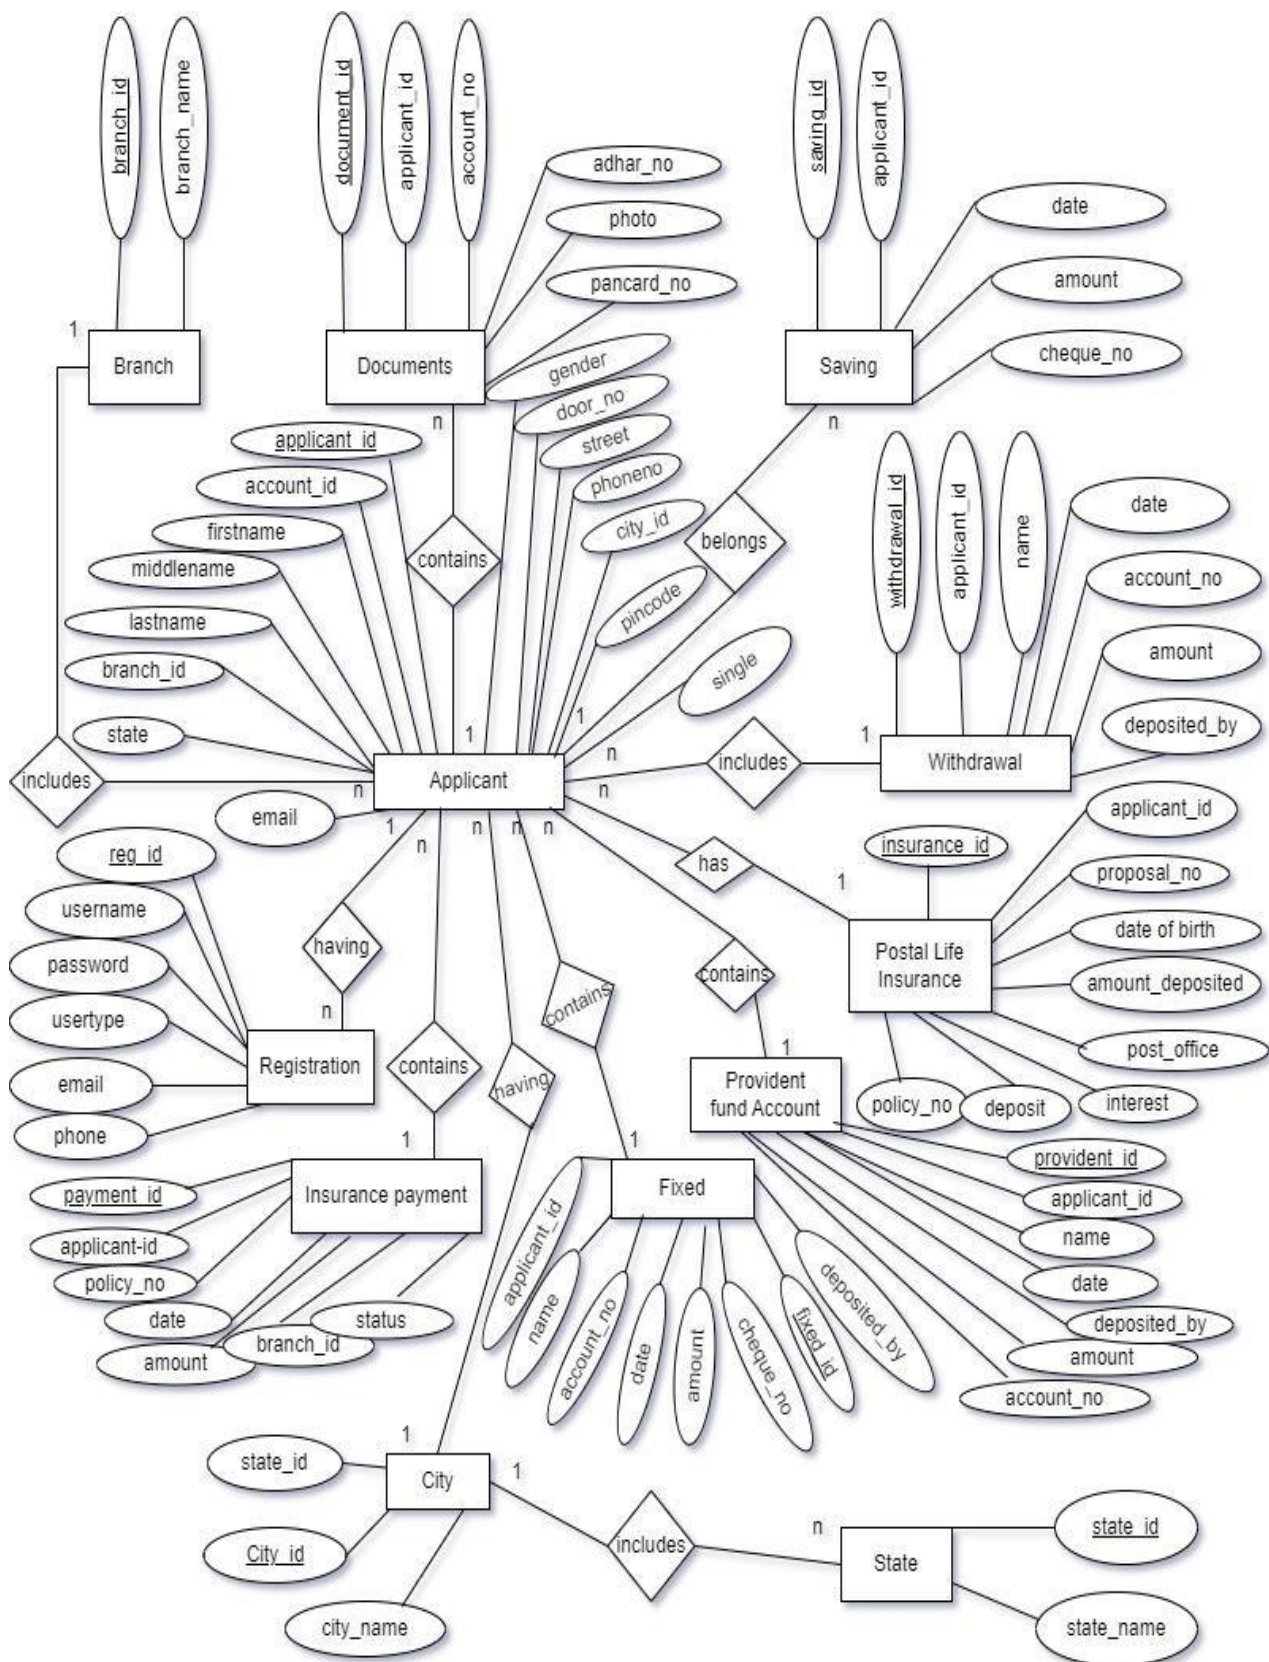 branch_id
branch_name
document_id
applicant_id
account_no
saving_id
applicant_id
adhar_no
photo
pancard_no
date
amount
cheque_no
1
Branch
Documents
Saving
n
n
gender
door_no
street
phoneno
city_id
pincode
single
applicant_id
account_id
firstname
middlename
lastname
branch_id
state
email
contains
belongs
withdrawal_id
applicant_id
name
date
account_no
amount
deposited_by
includes
n
Applicant
1
1
n
n
includes
1
Withdrawal
1
n
n
n
n
has
1
insurance_id
applicant_id
proposal_no
date of birth
amount_deposited
post_office
interest
deposit
policy_no
Postal Life
Insurance
reg_id
username
password
usertype
email
phone
having
n
Registration
contains
1
having
contains
1
contains
1
Provident
fund Account
provident_id
applicant_id
name
date
deposited_by
amount
account_no
payment_id
applicant-id
policy_no
date
amount
branch_id
status
Insurance payment
Fixed
applicant_id
name
account_no
date
amount
cheque_no
fixed_id
deposited_by
1
state_id
City
1
City_id
city_name
includes
n
State
state_id
state_name